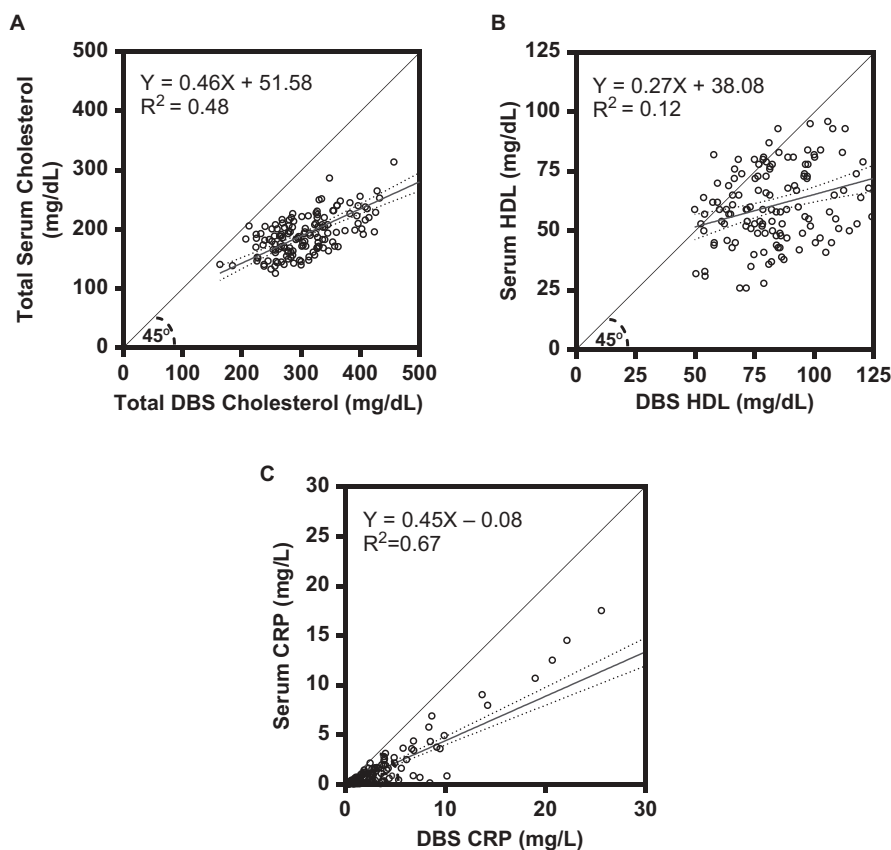 A
B
500
400
300
200
100
0
Total Serum Cholesterol
(mg/dL)
Y = 0.46X + 51.58
R² = 0.48
45°
0 100 200 300 400 500
Total DBS Cholesterol (mg/dL)
125
100
75
50
25
0
Serum HDL (mg/dL)
Y = 0.27X + 38.08
R² = 0.12
45°
0 25 50 75 100 125
DBS HDL (mg/dL)
C
30
25
20
15
10
5
0
Serum CRP (mg/L)
Y = 0.45X – 0.08
R²=0.67
0 10 20 30
DBS CRP (mg/L)